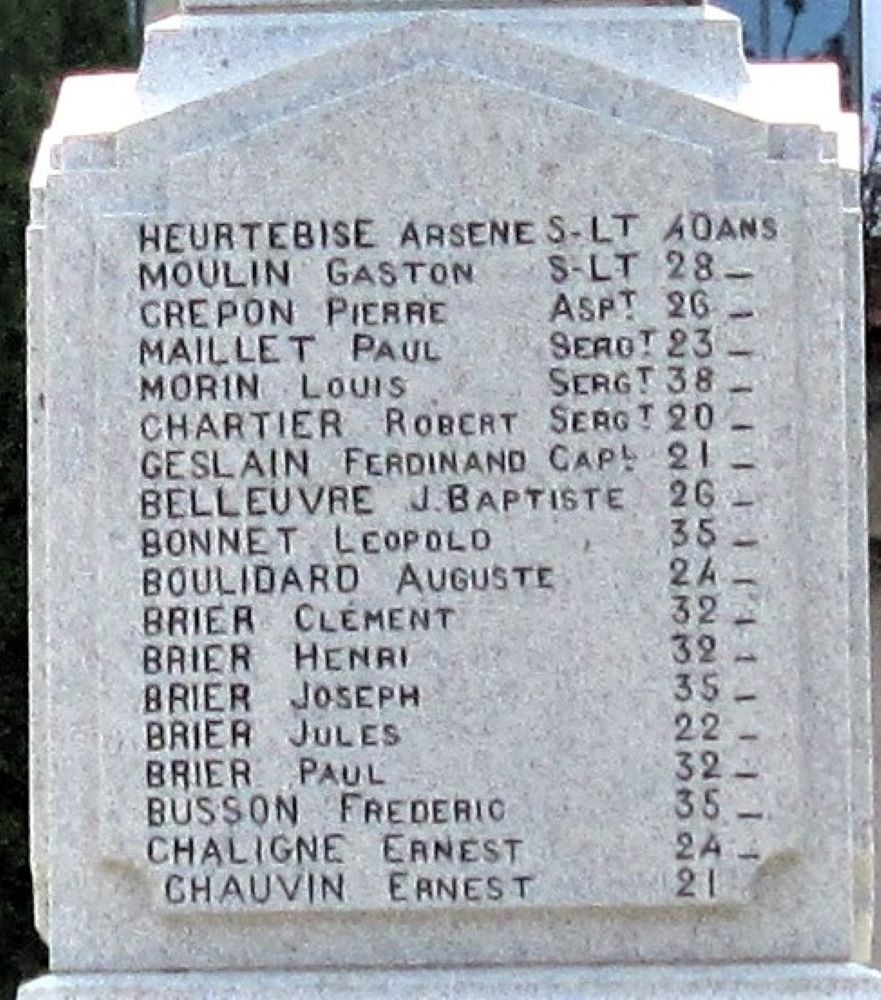 HEURTEBISE ARSENE S-LT 40 ANS
MOULIN GASTON S-LT 28 –
CREPON PIERRE ASPT. 26 –
MAILLET PAUL SERGT. 23 –
MORIN LOUIS SERGT. 38 –
CHARTIER ROBERT SERGT. 20 –
GESLAIN FERDINAND CAPL. 21 –
BELLEUVRE J. BAPTISTE 26 –
BONNET LEOPOLD 35 –
BOULIDARD AUGUSTE 24 –
BRIER CLÉMENT 32 –
BRIER HENRI 32 –
BRIER JOSEPH 35 –
BRIER JULES 22 –
BRIER PAUL 32 –
BUSSON FREDERIC 35 –
CHALIGNE ERNEST 24 –
CHAUVIN ERNEST 21